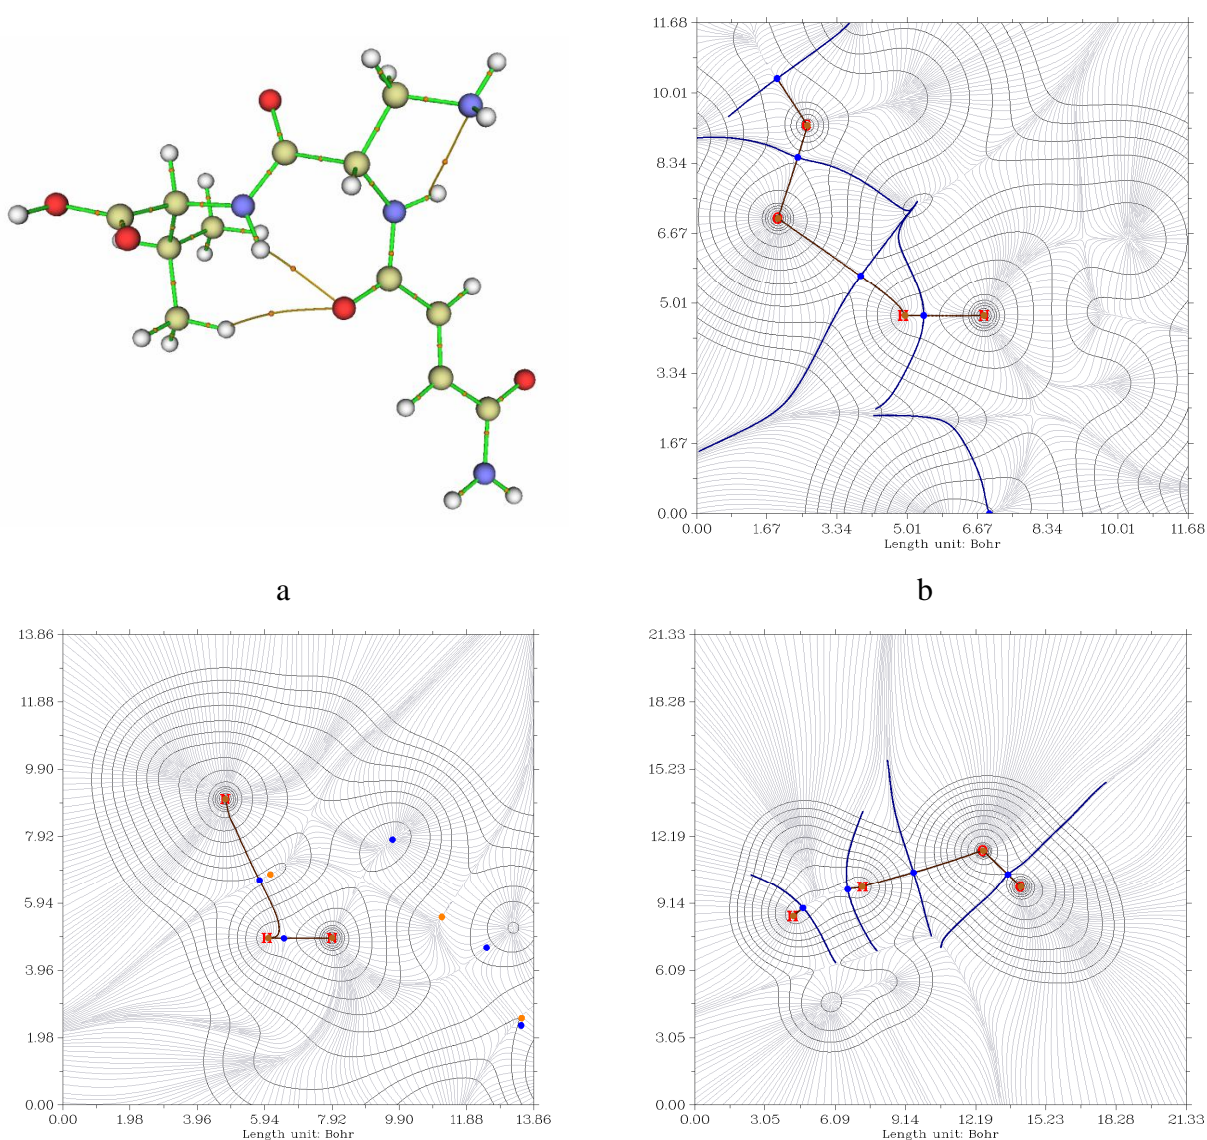 11.68
10.01
8.34
6.67
5.01
3.34
1.67
0.00
C
O
H N
0.00 1.67 3.34 5.01 6.67 8.34 10.01 11.68
Length unit: Bohr
a b
13.86
11.88
9.90
7.92
5.94
3.96
1.98
0.00
N
H N
0.00 1.98 3.96 5.94 7.92 9.90 11.88 13.86
Length unit: Bohr
21.33
18.28
15.23
12.19
9.14
6.09
3.05
0.00
H
H
0.00 3.05 6.09 9.14 12.19 15.23 18.28 21.33
Length unit: Bohr